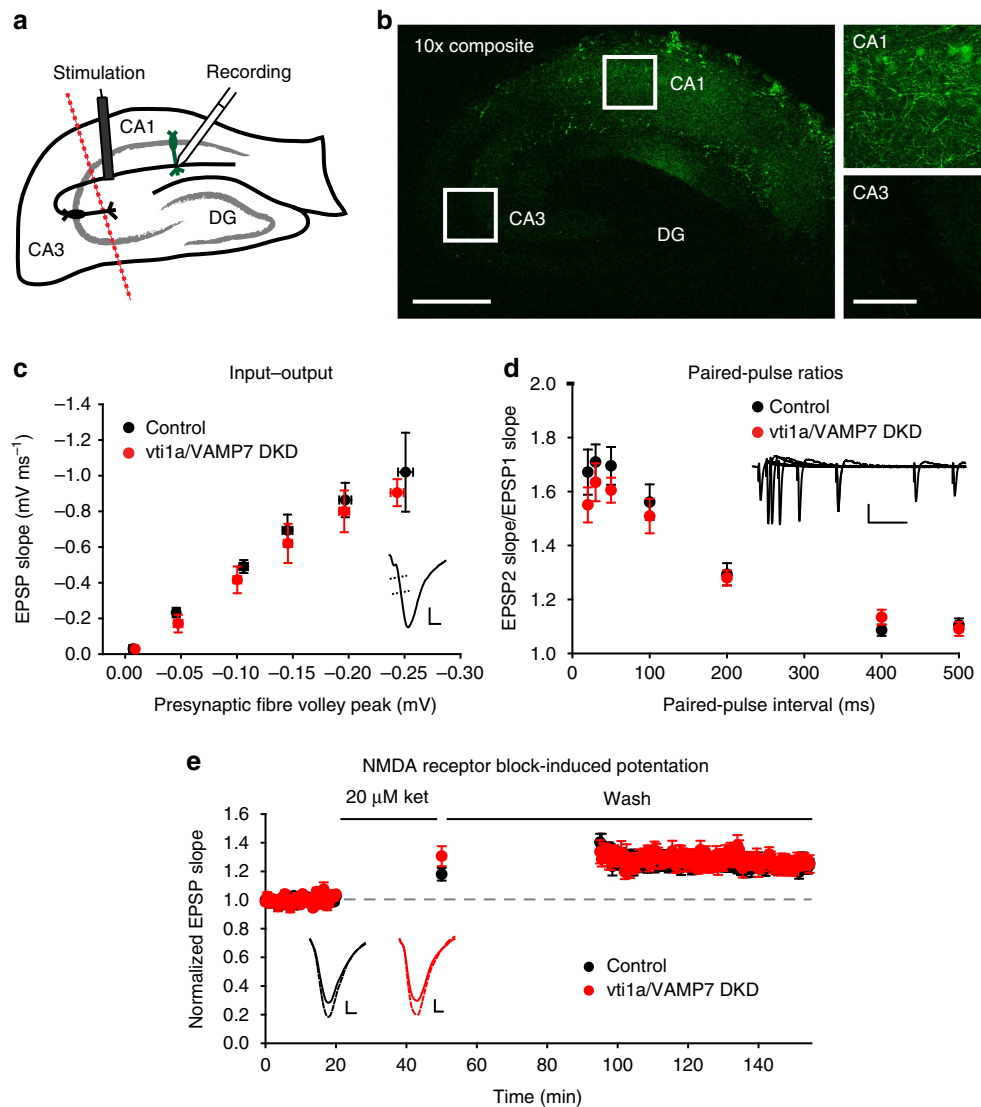 a
Stimulation
Recording
CA1
DG
CA3
b
10x composite
CA1
CA3
DG
CA1
CA3
c
Input–output
Control
vti1a/VAMP7 DKD
EPSP slope (mV ms⁻¹)
–1.4
–1.2
–1.0
–0.8
–0.6
–0.4
–0.2
0.0
0.00 –0.05 –0.10 –0.15 –0.20 –0.25 –0.30
Presynaptic fibre volley peak (mV)
d
Paired-pulse ratios
Control
vti1a/VAMP7 DKD
EPSP2 slope/EPSP1 slope
2.0
1.8
1.6
1.4
1.2
1.0
0 100 200 300 400 500
Paired-pulse interval (ms)
e
NMDA receptor block-induced potentation
20 μM ket
Wash
Normalized EPSP slope
1.6
1.4
1.2
1.0
0.8
0.6
0.4
0.2
0.0
Control
vti1a/VAMP7 DKD
0 20 40 60 80 100 120 140
Time (min)